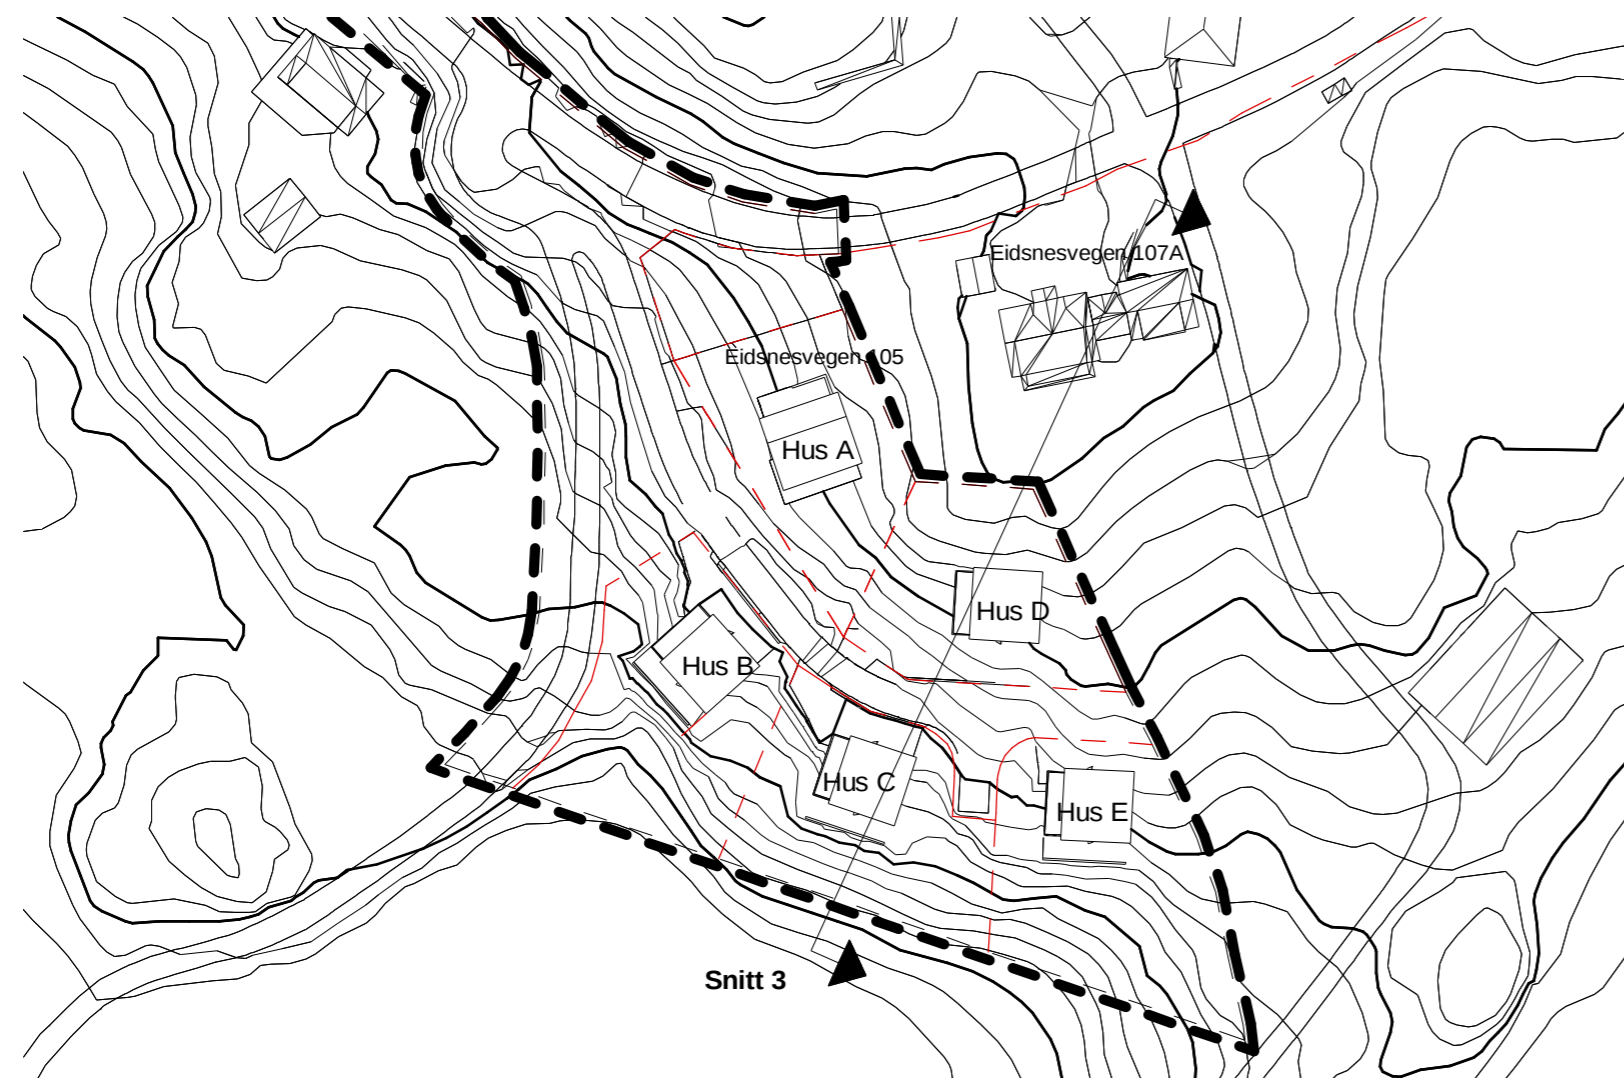 Eidsnesvegen 107A
Eidsnesvegen 105
Hus A
Hus D
Hus B
Hus C
Hus E
Snitt 3